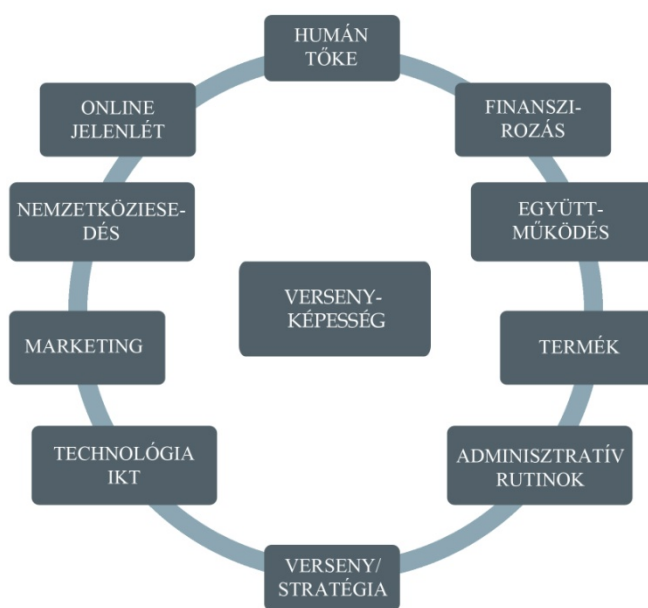 HUMÁN
TŐKE
FINANSZI-
ROZÁS
EGYÜTT-
MŰKÖDÉS
TERMÉK
ADMINISZTRATÍV
RUTINOK
VERSENY/
STRATÉGIA
TECHNOLÓGIA
IKT
MARKETING
NEMZETKÖZIESE-
DÉS
ONLINE
JELENLÉT
VERSENY-
KÉPESSÉG